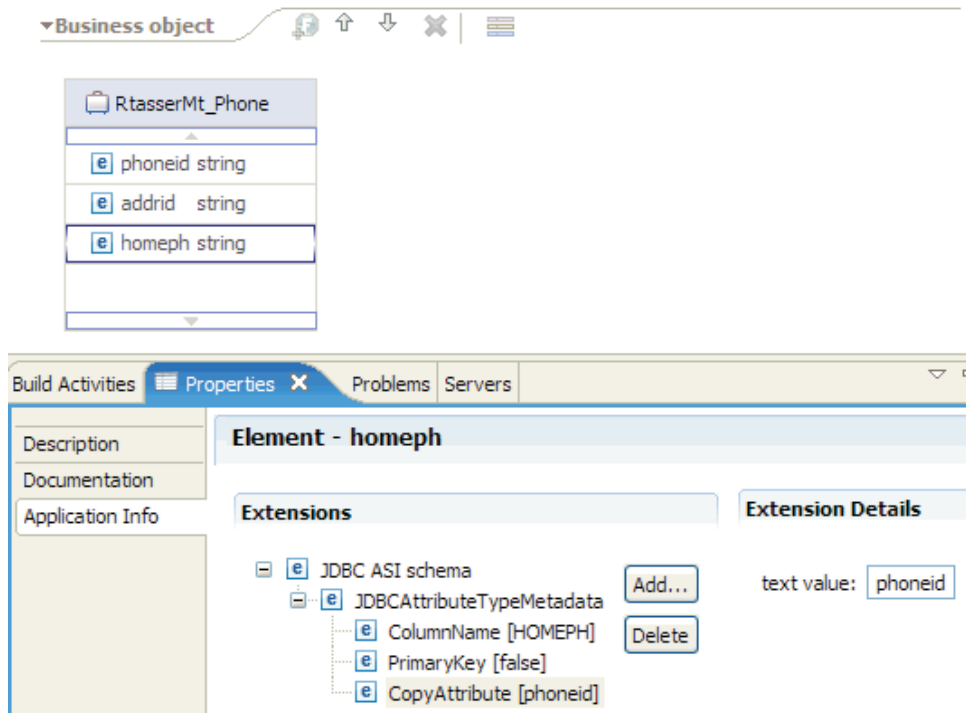 Business object
RtasserMt_Phone
phoneid string
addrid string
homeph string
Build Activities Properties Problems Servers
Description
Documentation
Application Info
Element - homeph
Extensions
JDBC ASI schema
JDBCAttributeTypeMetadata
ColumnName [HOMEPH]
PrimaryKey [false]
CopyAttribute [phoneid]
Add...
Delete
Extension Details
text value: phoneid